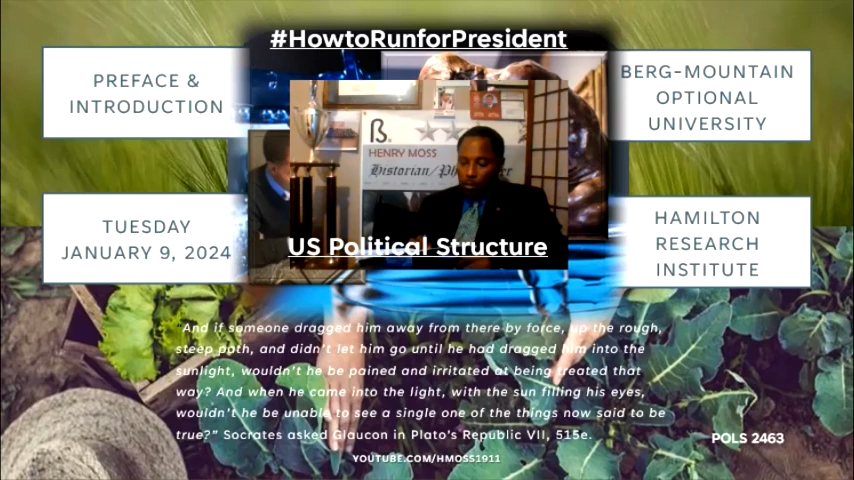 #HowtoRunforPresident
PREFACE &
INTRODUCTION
BERG-MOUNTAIN
OPTIONAL
UNIVERSITY
ß.
HENRY MOSS
Historian/Ph
er
TUESDAY
JANUARY 9, 2024
US Political Structure
HAMILTON
RESEARCH
INSTITUTE
"And if someone dragged him away from there by force, up the rough,
steep path, and didn't let him go until he had dragged him into the
sunlight, wouldn't he be pained and irritated at being treated that
way? And when he came into the light, with the sun filling his eyes,
wouldn't he be unable to see a single one of the things now said to be
true?" Socrates asked Glaucon in Plato's Republic VII, 515e.
POLS 2463
YOUTUBE.COM/HMOSS1911